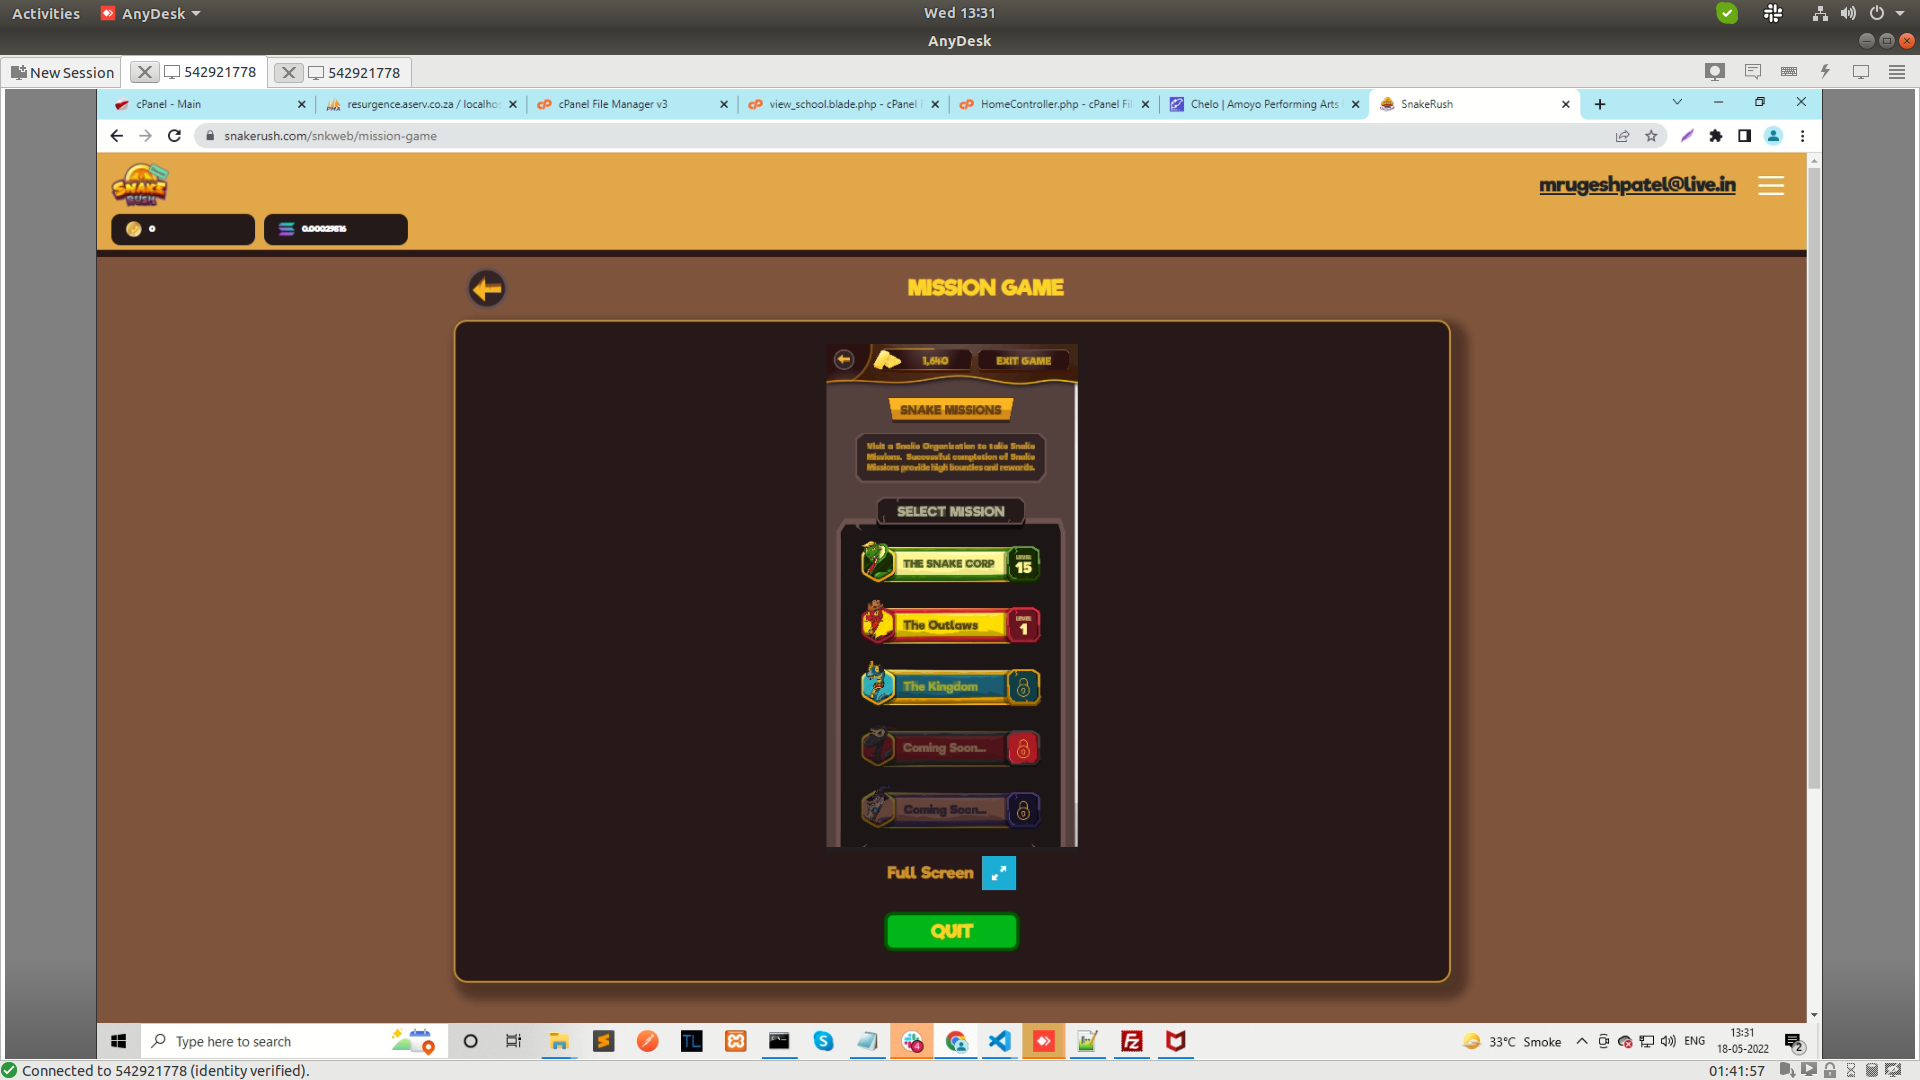 Activities
AnyDesk
Wed 13:31
AnyDesk
New Session
542921778
542921778
cPanel - Main
resurgence.aserv.co.za / localhos
cPanel File Manager v3
view_school.blade.php - cPanel
HomeController.php - cPanel Fi
Chelo | Amoyo Performing Arts
SnakeRush
snakerush.com/snkweb/mission-game
SNAKE
RUSH
mrugeshpatel@live.in
0
0.00029816
MISSION GAME
1,640
EXIT GAME
SNAKE MISSIONS
Visit a Snake Organization to take Snake
Missions. Successful completion of Snake
Missions provide high bounties and rewards.
SELECT MISSION
THE SNAKE CORP
LEVEL
15
The Outlaws
LEVEL
1
The Kingdom
Coming Soon...
Coming Soon...
Full Screen
QUIT
Type here to search
TL
4
33°C Smoke
ENG
13:31
18-05-2022
2
Connected to 542921778 (identity verified).
01:41:57